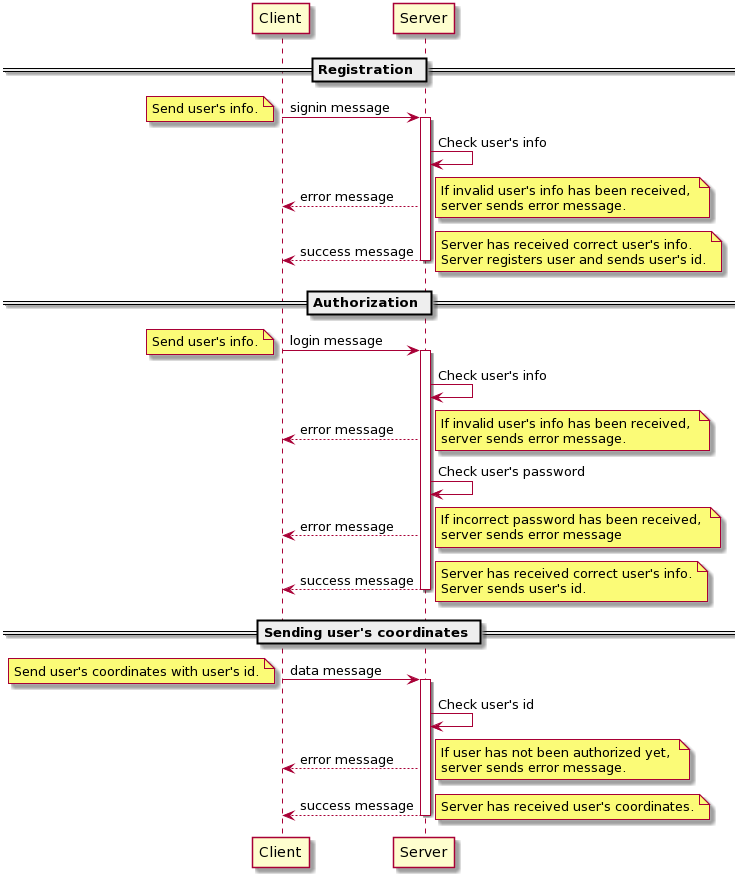 Client
Server
Registration
Send user's info.
signin message
Check user's info
error message
If invalid user's info has been received,
server sends error message.
success message
Server has received correct user's info.
Server registers user and sends user's id.
Authorization
Send user's info.
login message
Check user's info
error message
If invalid user's info has been received,
server sends error message.
Check user's password
error message
If incorrect password has been received,
server sends error message
success message
Server has received correct user's info.
Server sends user's id.
Sending user's coordinates
Send user's coordinates with user's id.
data message
Check user's id
error message
If user has not been authorized yet,
server sends error message.
success message
Server has received user's coordinates.
Client
Server